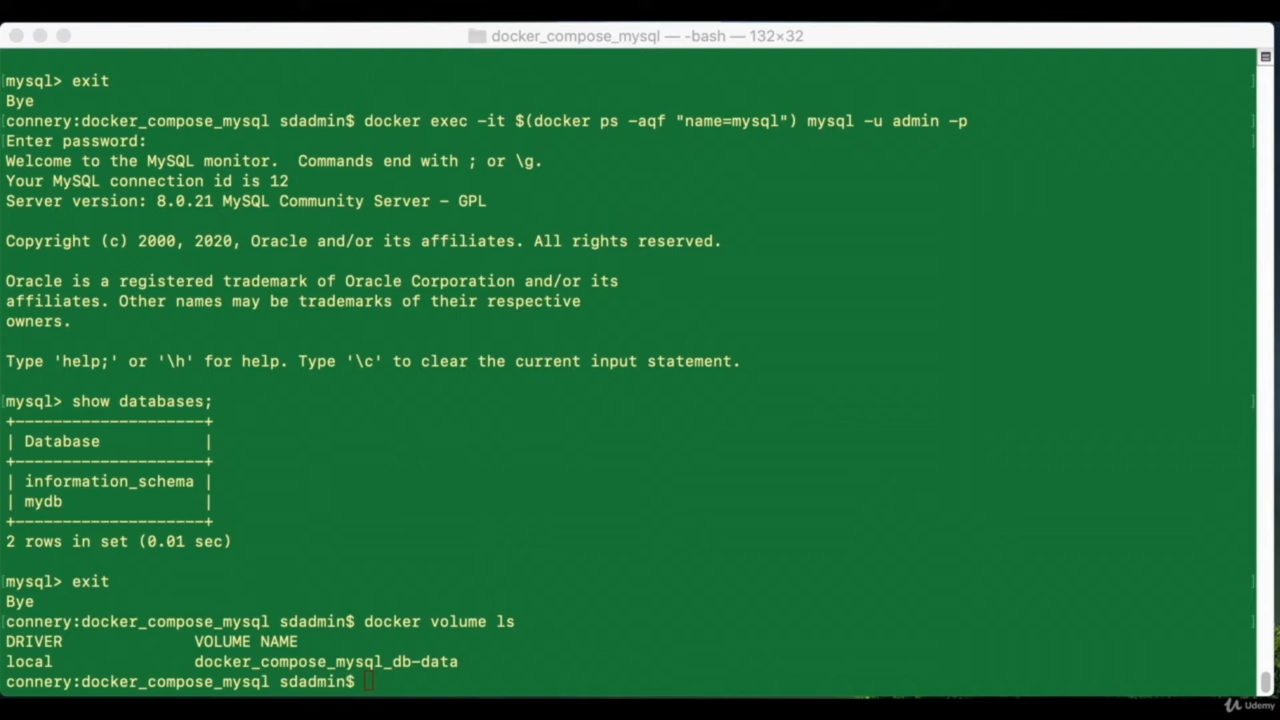 docker_compose_mysql — -bash — 132×32
mysql> exit
Bye
connery:docker_compose_mysql sdadmin$ docker exec -it $(docker ps -aqf "name=mysql") mysql -u admin -p
Enter password:
Welcome to the MySQL monitor.  Commands end with ; or \g.
Your MySQL connection id is 12
Server version: 8.0.21 MySQL Community Server - GPL
Copyright (c) 2000, 2020, Oracle and/or its affiliates. All rights reserved.
Oracle is a registered trademark of Oracle Corporation and/or its
affiliates. Other names may be trademarks of their respective
owners.
Type 'help;' or '\h' for help. Type '\c' to clear the current input statement.
mysql> show databases;
+--------------------+
| Database           |
+--------------------+
| information_schema |
| mydb               |
+--------------------+
2 rows in set (0.01 sec)
mysql> exit
Bye
connery:docker_compose_mysql sdadmin$ docker volume ls
DRIVER              VOLUME NAME
local               docker_compose_mysql_db-data
connery:docker_compose_mysql sdadmin$
Udemy